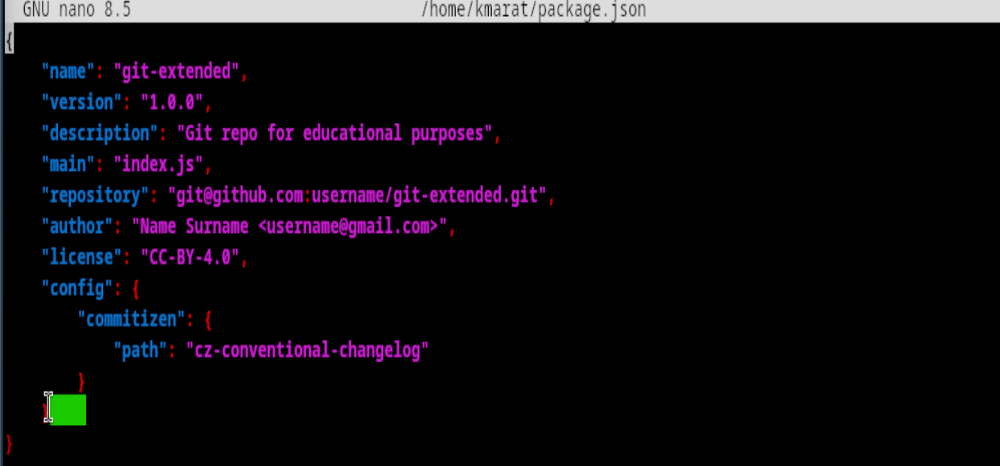 GNU nano 8.5 /home/kmarat/package.json
{
    "name": "git-extended",
    "version": "1.0.0",
    "description": "Git repo for educational purposes",
    "main": "index.js",
    "repository": "git@github.com:username/git-extended.git",
    "author": "Name Surname <username@gmail.com>",
    "license": "CC-BY-4.0",
    "config": {
        "commitizen": {
            "path": "cz-conventional-changelog"
        }
    }
}